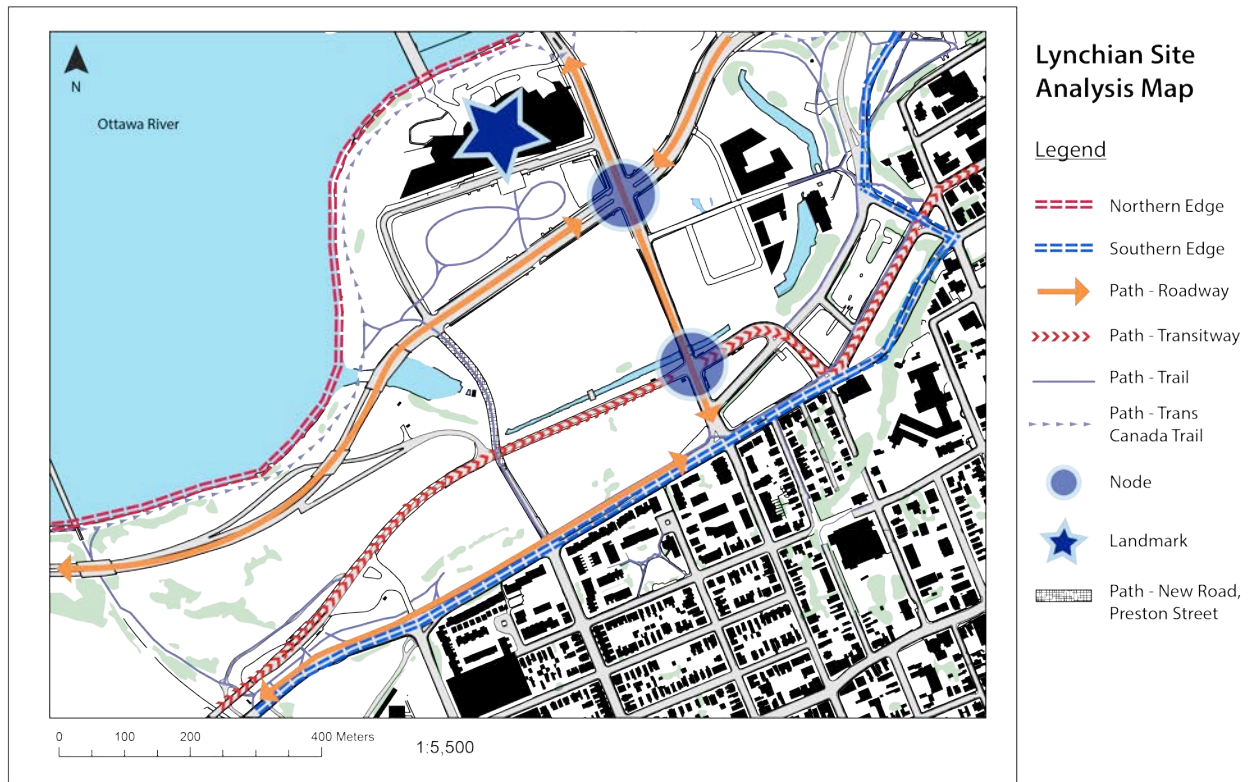 N
Ottawa River
0 100 200 400 Meters
1:5,500
Lynchian Site
Analysis Map
Legend
Northern Edge
Southern Edge
Path - Roadway
Path - Transitway
Path - Trail
Path - Trans
Canada Trail
Node
Landmark
Path - New Road,
Preston Street